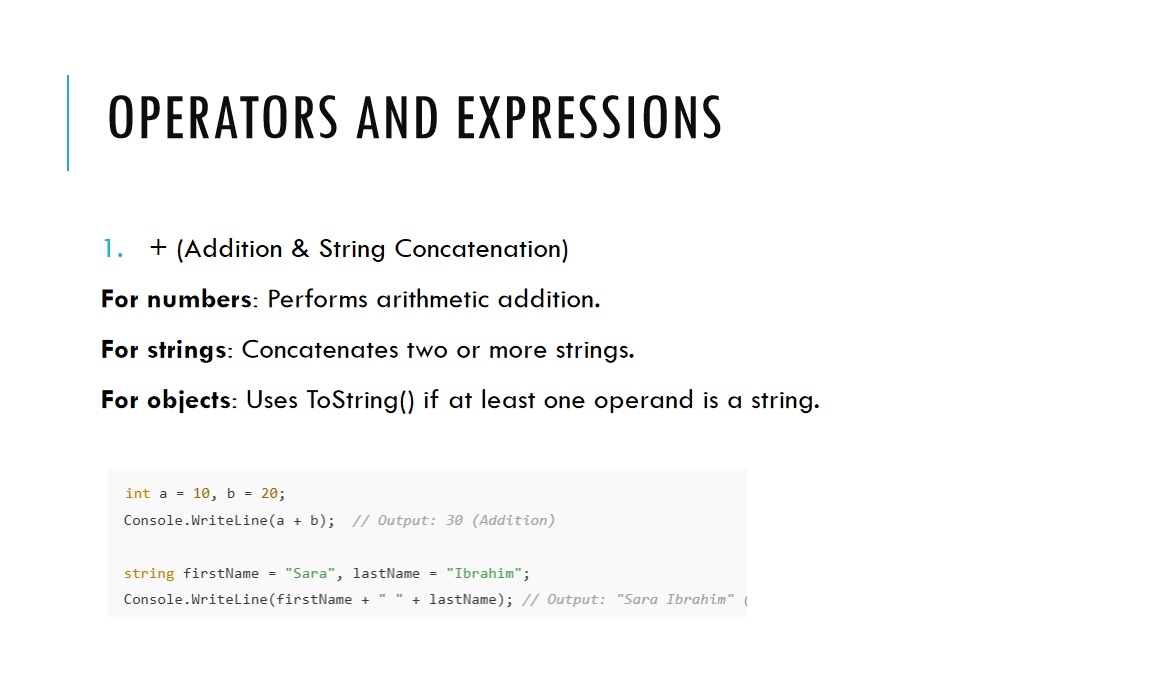 OPERATORS AND EXPRESSIONS
1. + (Addition & String Concatenation)
For numbers: Performs arithmetic addition.
For strings: Concatenates two or more strings.
For objects: Uses ToString() if at least one operand is a string.
int a = 10, b = 20;
Console.WriteLine(a + b);  // Output: 30 (Addition)
string firstName = "Sara", lastName = "Ibrahim";
Console.WriteLine(firstName + " " + lastName); // Output: "Sara Ibrahim" (